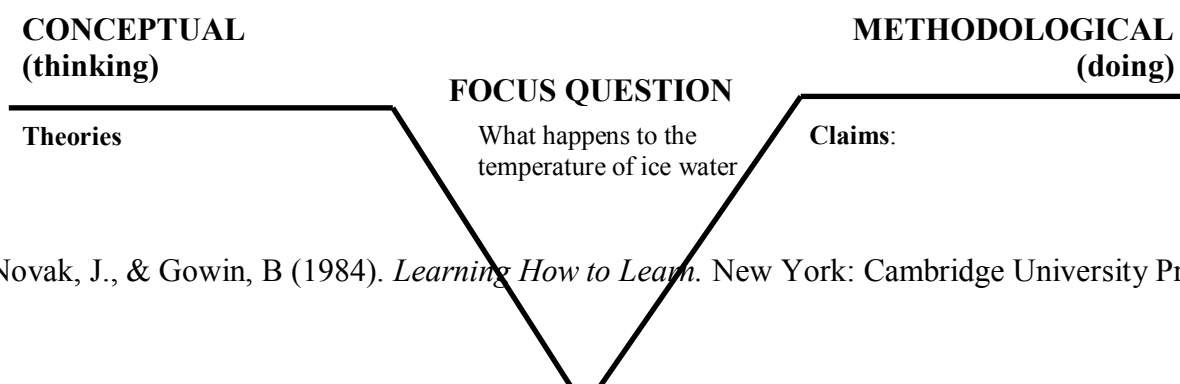 CONCEPTUAL
(thinking)
METHODOLOGICAL
(doing)
FOCUS QUESTION
Theories
What happens to the
temperature of ice water
Claims:
Novak, J., & Gowin, B (1984). Learning How to Learn. New York: Cambridge University Pr